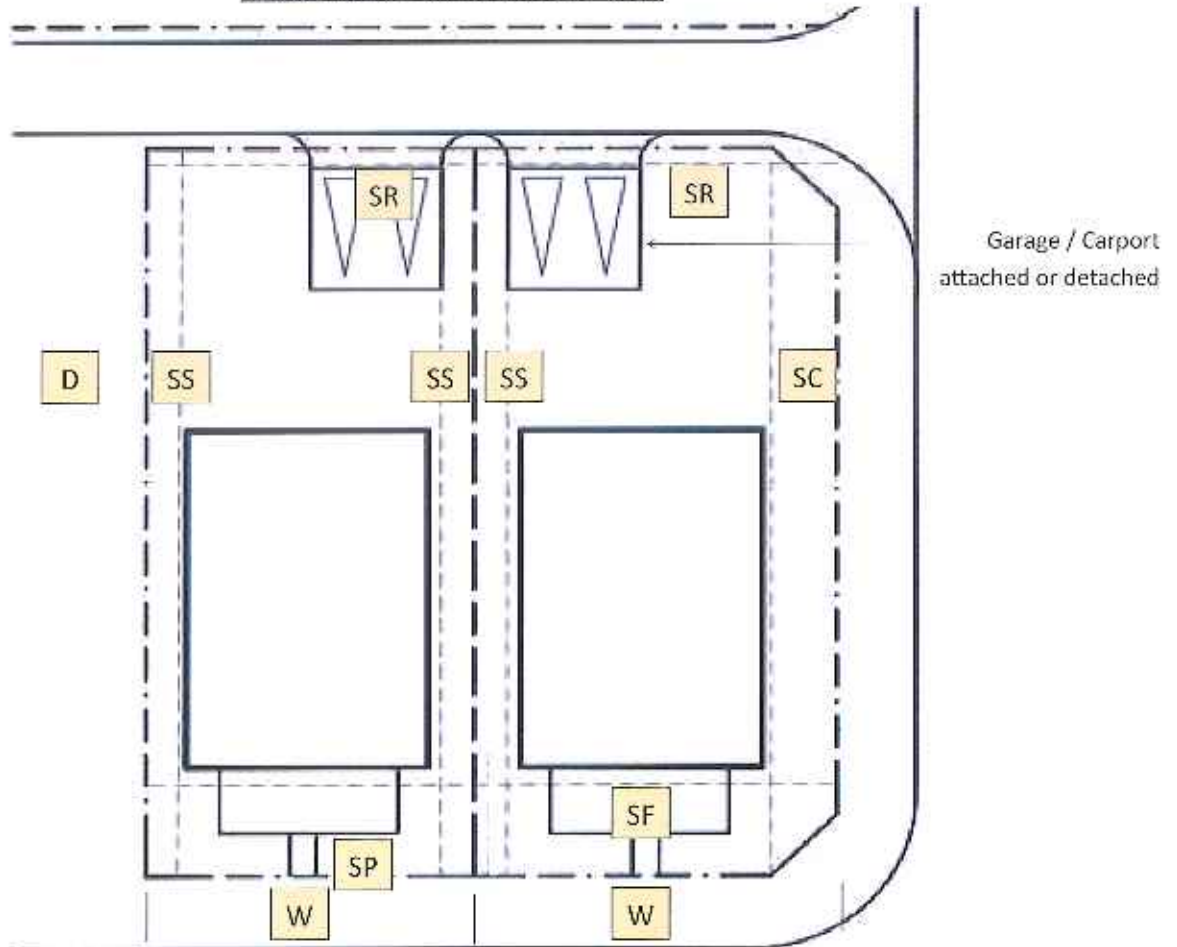 SR
SR
Garage / Carport
attached or detached
D
SS
SS
SS
SC
SF
SP
W
W